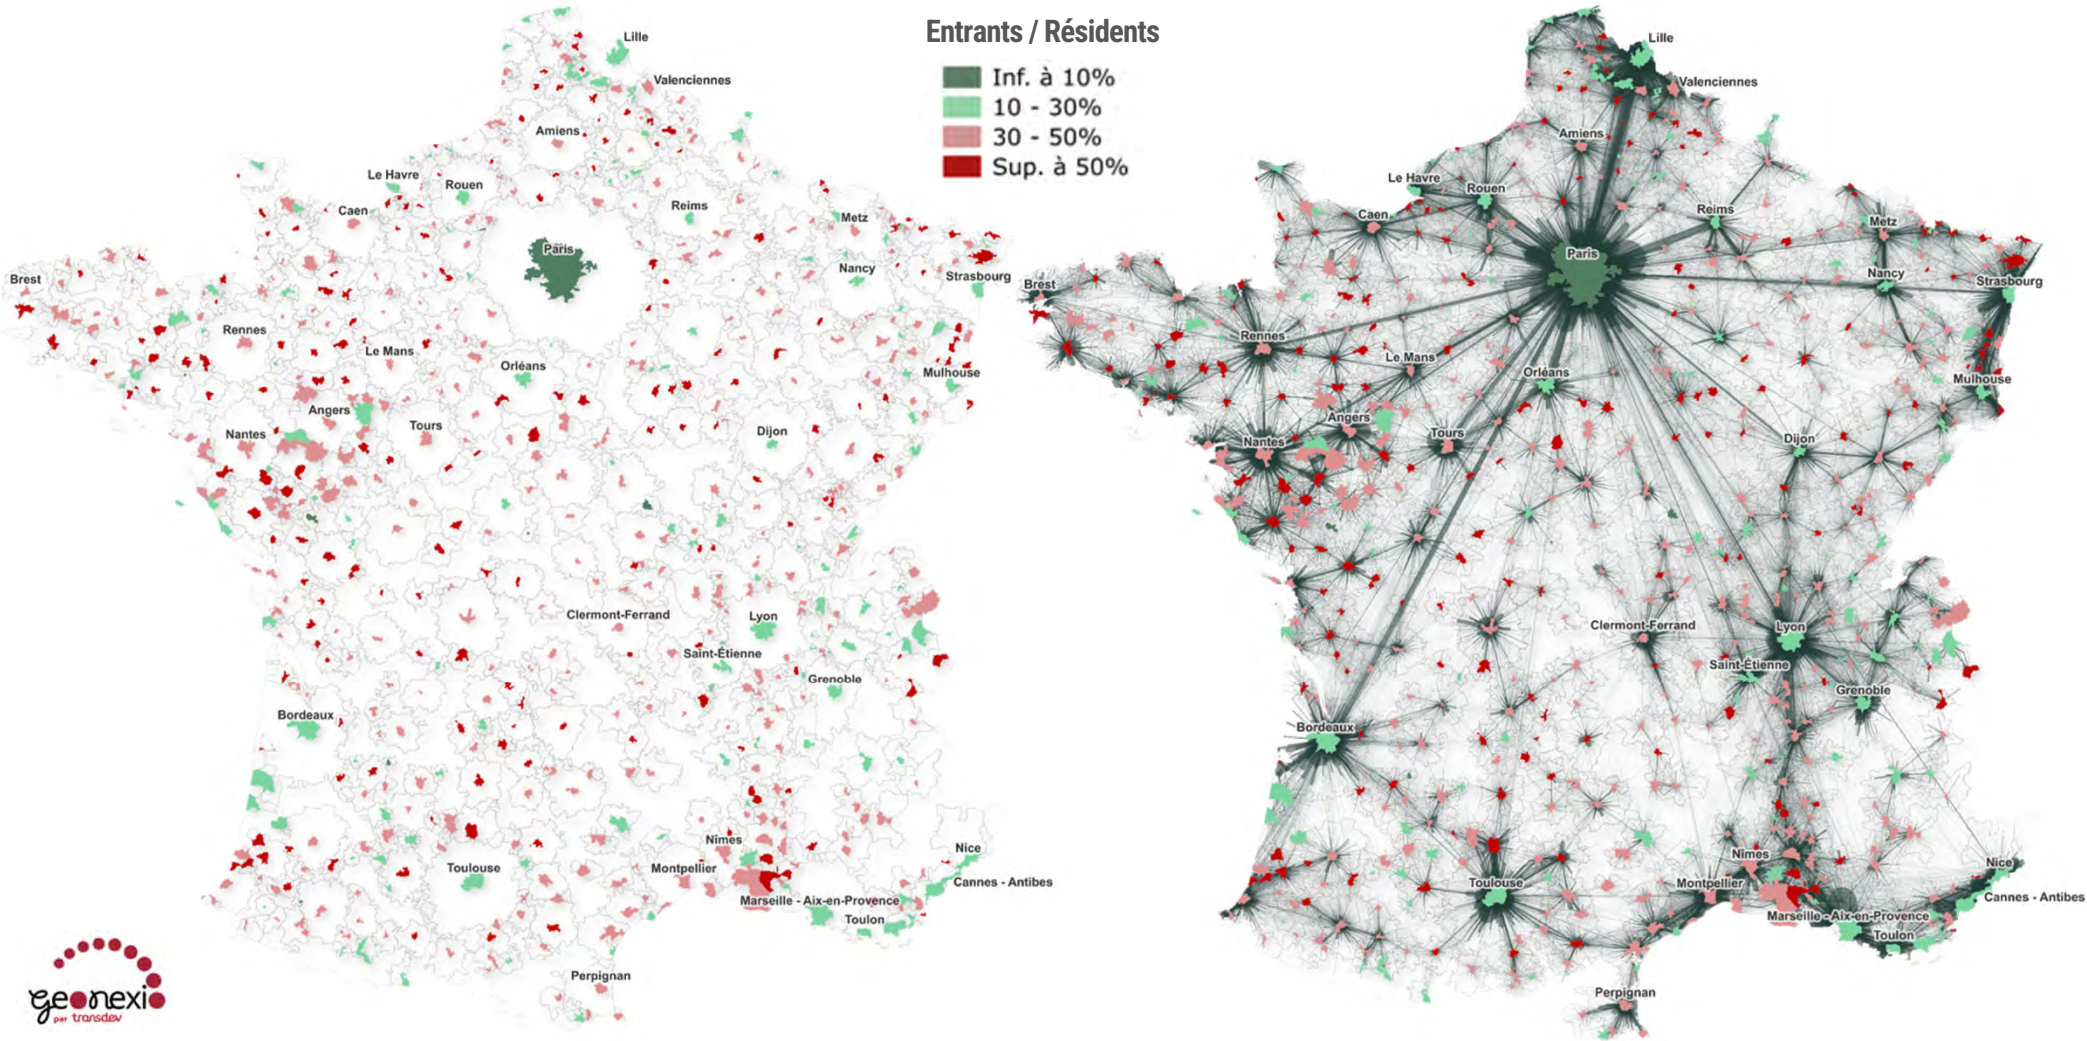 Entrants / Résidents
Inf. à 10%
10 - 30%
30 - 50%
Sup. à 50%
Lille
Valenciennes
Amiens
Le Havre
Rouen
Caen
Reims
Metz
Paris
Nancy
Strasbourg
Brest
Rennes
Le Mans
Orléans
Mulhouse
Angers
Nantes
Tours
Dijon
Clermont-Ferrand
Lyon
Saint-Étienne
Grenoble
Bordeaux
Nîmes
Toulouse
Montpellier
Nice
Cannes - Antibes
Marseille - Aix-en-Provence
Toulon
Perpignan
geonexio
par transdev
Lille
Valenciennes
Amiens
Le Havre
Rouen
Caen
Reims
Metz
Paris
Nancy
Strasbourg
Brest
Rennes
Le Mans
Orléans
Mulhouse
Angers
Nantes
Tours
Dijon
Clermont-Ferrand
Lyon
Saint-Étienne
Grenoble
Bordeaux
Nîmes
Toulouse
Montpellier
Nice
Cannes - Antibes
Marseille - Aix-en-Provence
Toulon
Perpignan